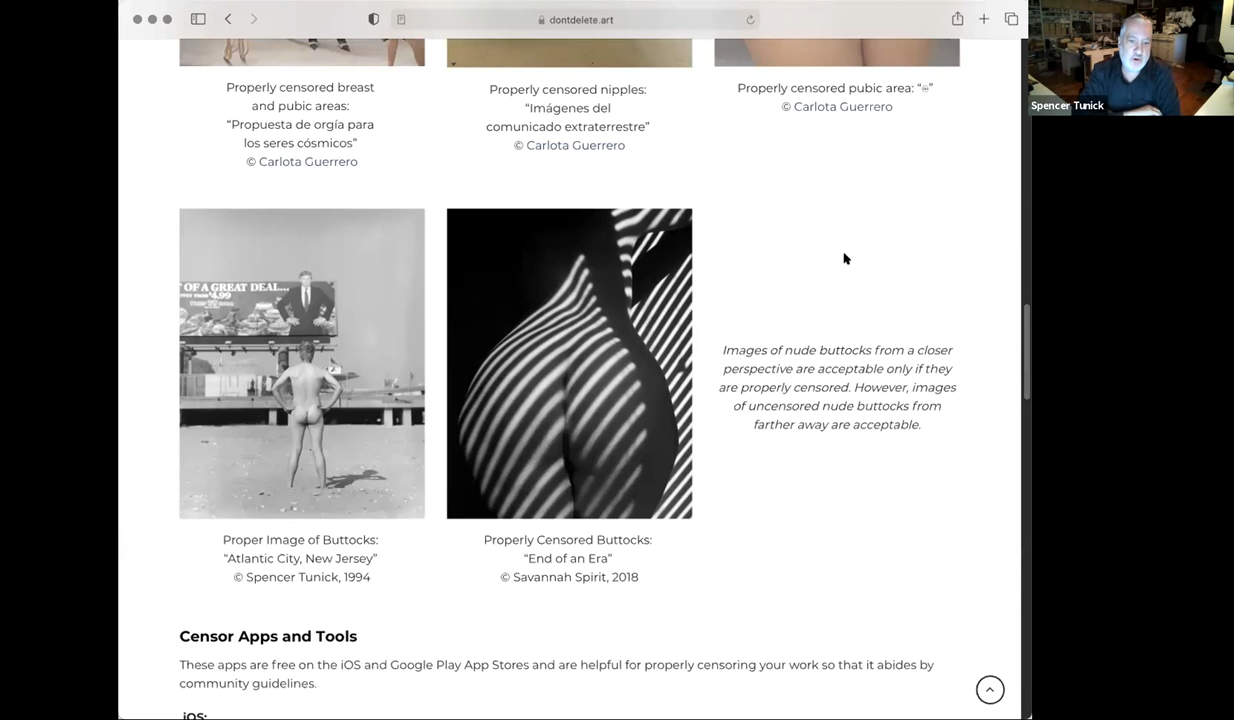 dontdelete.art
Spencer Tunick
Properly censored breast
and pubic areas:
“Propuesta de orgía para
los seres cósmicos”
© Carlota Guerrero
Properly censored nipples:
“Imágenes del
comunicado extraterrestre”
© Carlota Guerrero
Properly censored pubic area: “
© Carlota Guerrero
OF A GREAT DEAL...
$4.99
Proper Image of Buttocks:
“Atlantic City, New Jersey”
© Spencer Tunick, 1994
Properly Censored Buttocks:
“End of an Era”
© Savannah Spirit, 2018
Images of nude buttocks from a closer
perspective are acceptable only if they
are properly censored. However, images
of uncensored nude buttocks from
farther away are acceptable.
Censor Apps and Tools
These apps are free on the iOS and Google Play App Stores and are helpful for properly censoring your work so that it abides by
community guidelines.
iOS: